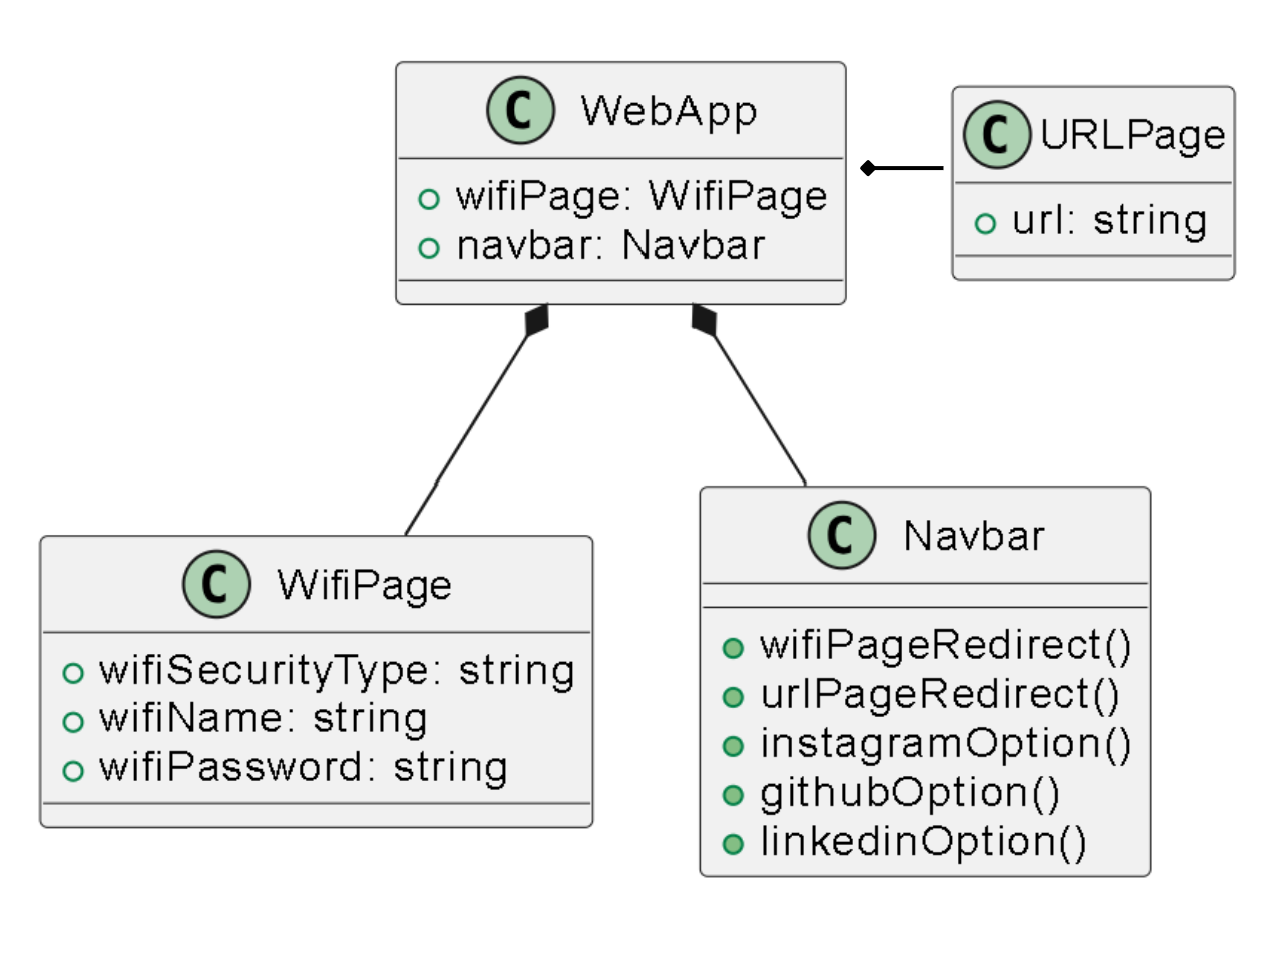 C WebApp
wifiPage: WifiPage
navbar: Navbar
C URLPage
url: string
C WifiPage
wifiSecurityType: string
wifiName: string
wifiPassword: string
C Navbar
wifiPageRedirect()
urlPageRedirect()
instagramOption()
githubOption()
linkedinOption()